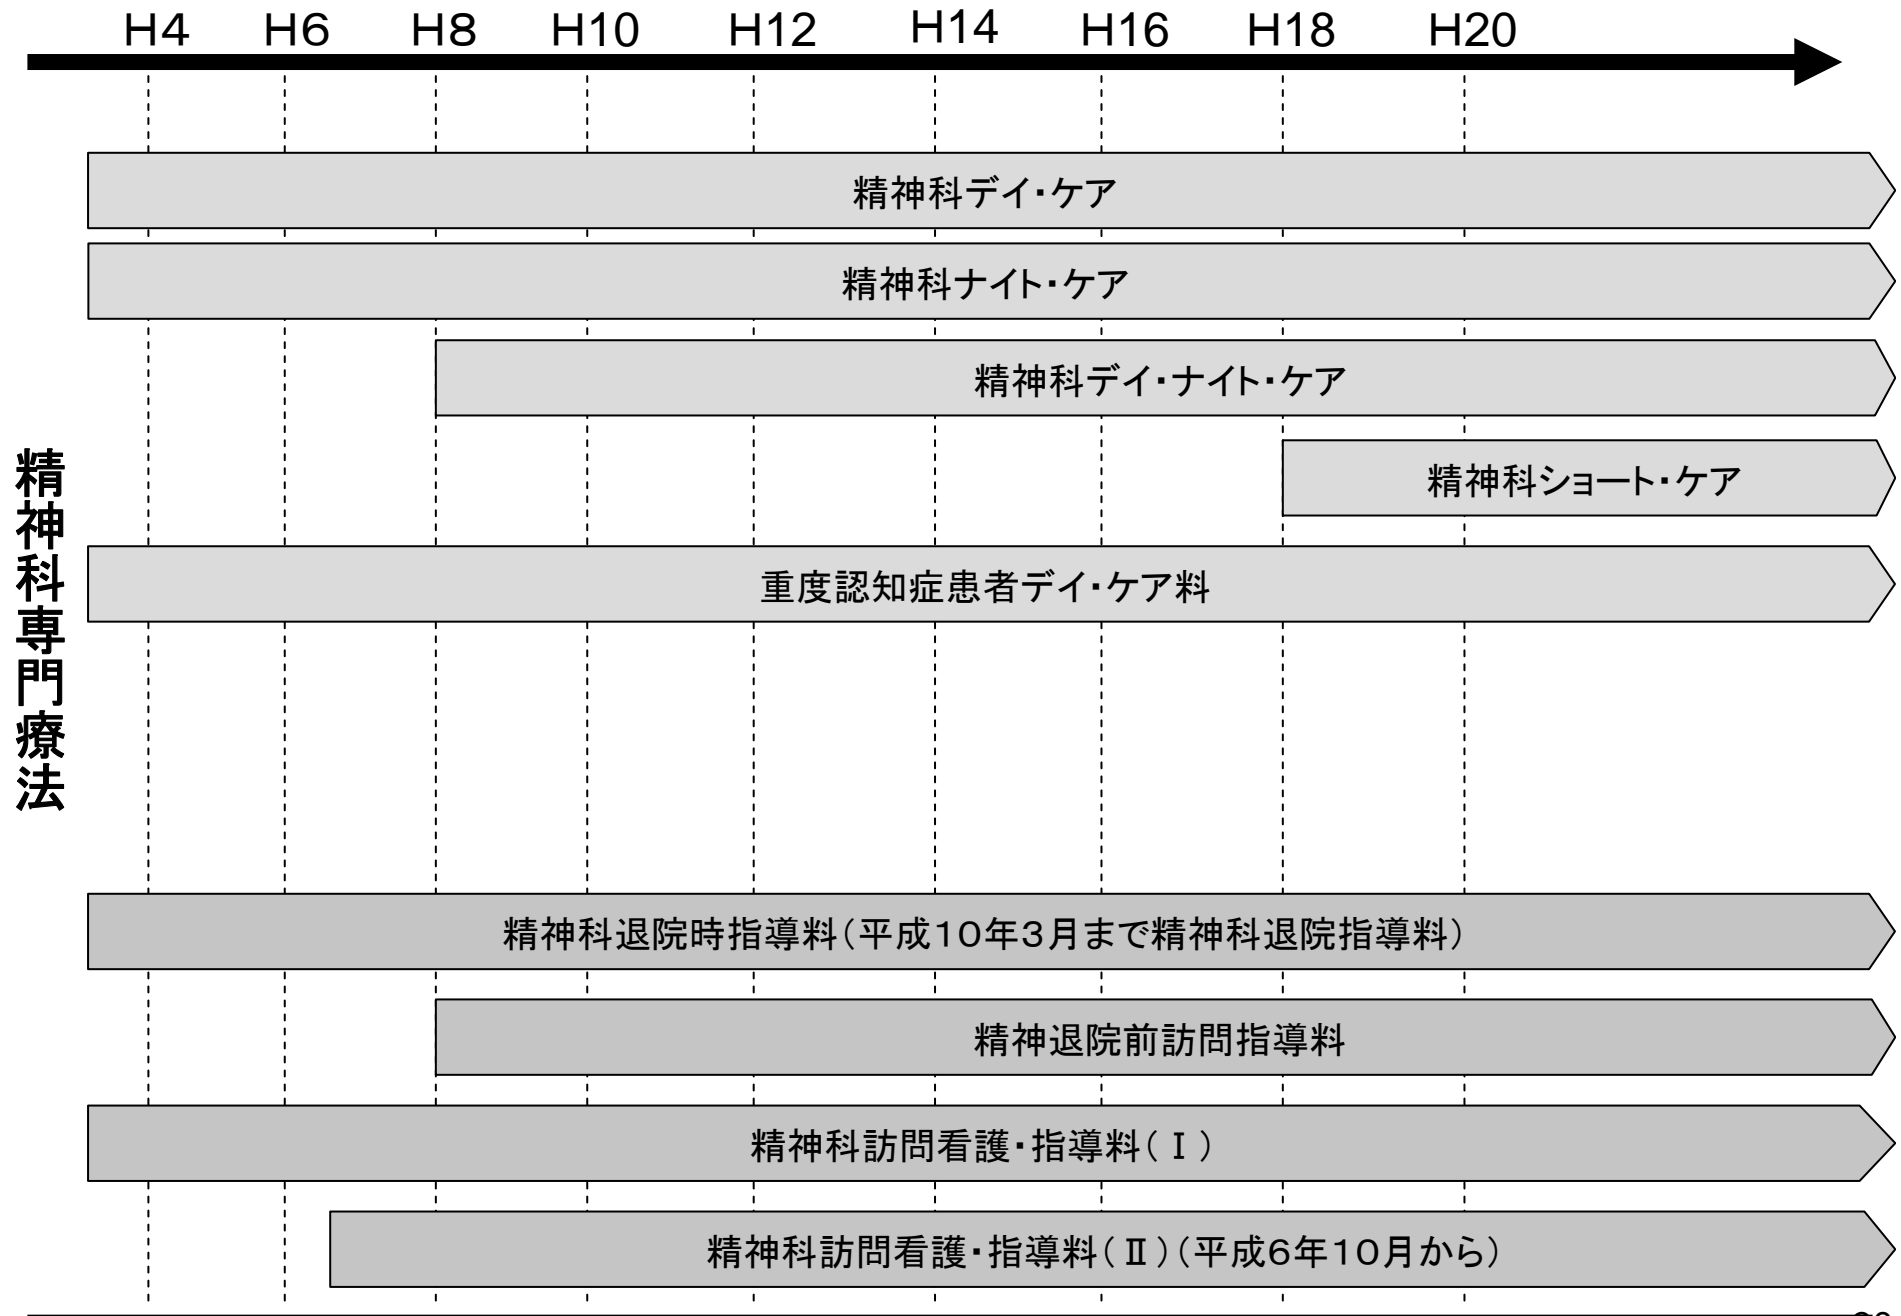 H4 H6 H8 H10 H12 H14 H16 H18 H20
精神科デイ・ケア
精神科ナイト・ケア
精神科デイ・ナイト・ケア
精神科ショート・ケア
重度認知症患者デイ・ケア料
精神科専門療法
精神科退院時指導料(平成10年3月まで精神科退院指導料)
精神退院前訪問指導料
精神科訪問看護・指導料(Ⅰ)
精神科訪問看護・指導料(Ⅱ)(平成6年10月から)